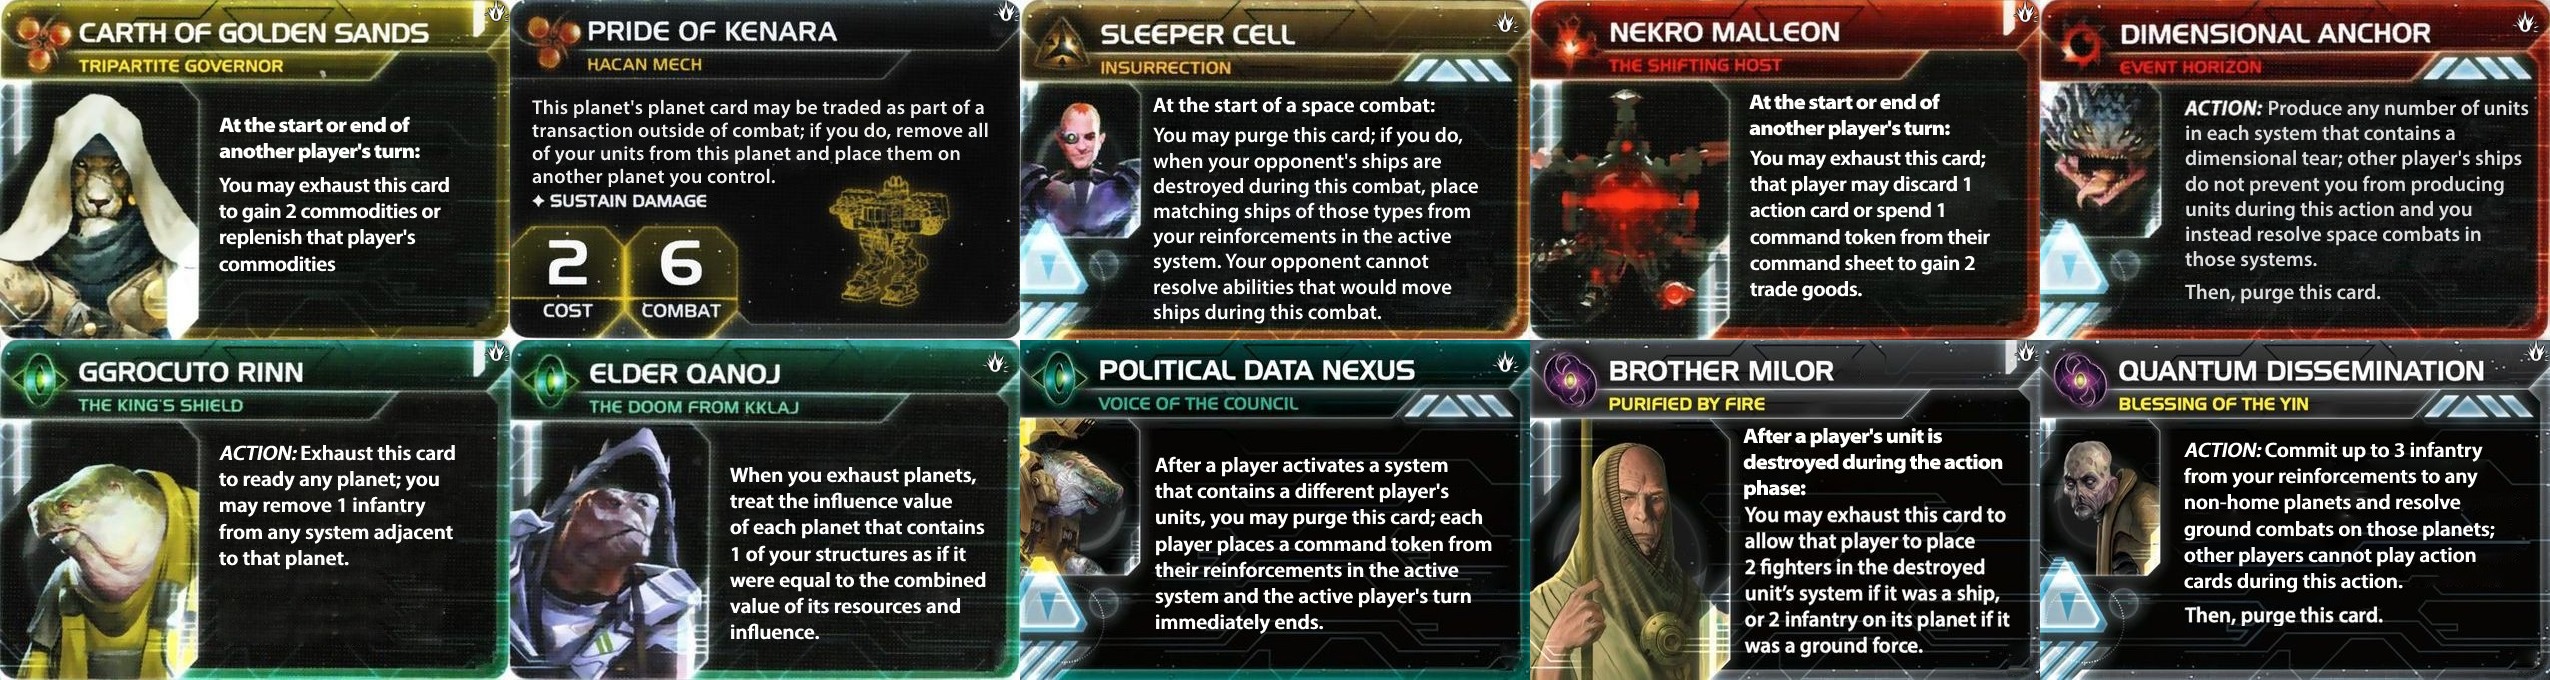 CARTH OF GOLDEN SANDS
TRIPARTITE GOVERNOR
At the start or end of
another player's turn:
You may exhaust this card
to gain 2 commodities or
replenish that player's
commodities
PRIDE OF KENARA
HACAN MECH
This planet's planet card may be traded as part of a
transaction outside of combat; if you do, remove all
of your units from this planet and place them on
another planet you control.
✦ SUSTAIN DAMAGE
2
COST
6
COMBAT
SLEEPER CELL
INSURRECTION
At the start of a space combat:
You may purge this card; if you do,
when your opponent's ships are
destroyed during this combat, place
matching ships of those types from
your reinforcements in the active
system. Your opponent cannot
resolve abilities that would move
ships during this combat.
NEKRO MALLEON
THE SHIFTING HOST
At the start or end of
another player's turn:
You may exhaust this card;
that player may discard 1
action card or spend 1
command token from their
command sheet to gain 2
trade goods.
DIMENSIONAL ANCHOR
EVENT HORIZON
ACTION: Produce any number of units
in each system that contains a
dimensional tear; other player's ships
do not prevent you from producing
units during this action and you
instead resolve space combats in
those systems.
Then, purge this card.
GGROCUTO RINN
THE KING'S SHIELD
ACTION: Exhaust this card
to ready any planet; you
may remove 1 infantry
from any system adjacent
to that planet.
ELDER QANOJ
THE DOOM FROM KKLAJ
When you exhaust planets,
treat the influence value
of each planet that contains
1 of your structures as if it
were equal to the combined
value of its resources and
influence.
POLITICAL DATA NEXUS
VOICE OF THE COUNCIL
After a player activates a system
that contains a different player's
units, you may purge this card; each
player places a command token from
their reinforcements in the active
system and the active player's turn
immediately ends.
BROTHER MILOR
PURIFIED BY FIRE
After a player's unit is
destroyed during the action
phase:
You may exhaust this card to
allow that player to place
2 fighters in the destroyed
unit's system if it was a ship,
or 2 infantry on its planet if it
was a ground force.
QUANTUM DISSEMINATION
BLESSING OF THE YIN
ACTION: Commit up to 3 infantry
from your reinforcements to any
non-home planets and resolve
ground combats on those planets;
other players cannot play action
cards during this action.
Then, purge this card.